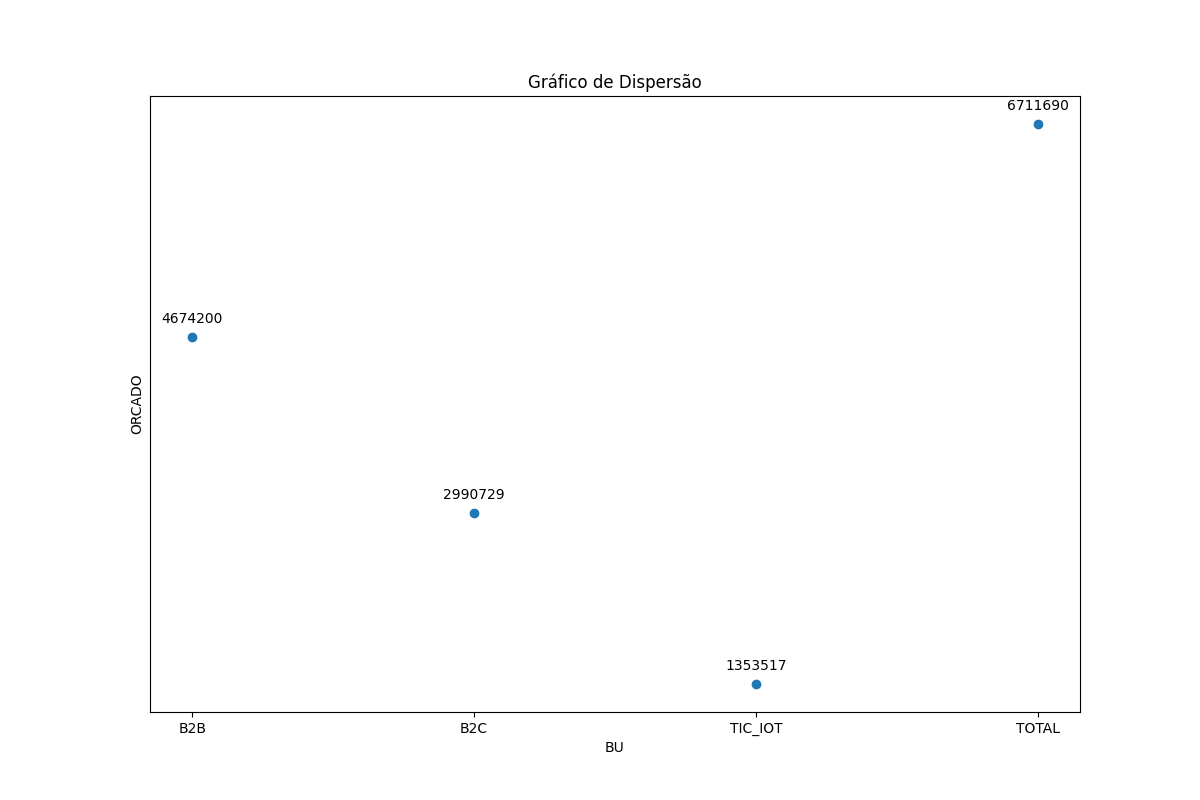 Gráfico de Dispersão
6711690
4674200
ORCADO
2990729
1353517
B2B B2C TIC_IOT TOTAL
BU